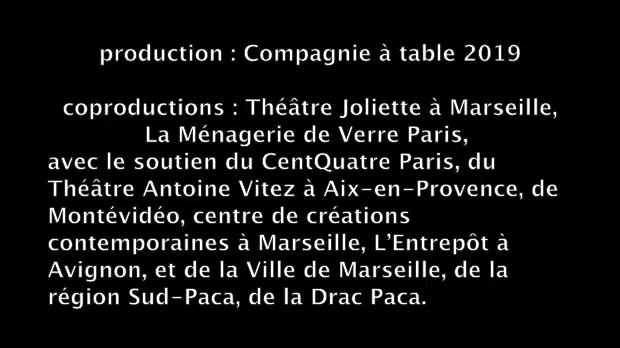 production : Compagnie à table 2019
coproductions : Théâtre Joliette à Marseille,
La Ménagerie de Verre Paris,
avec le soutien du CentQuatre Paris, du
Théâtre Antoine Vitez à Aix-en-Provence, de
Montévidéo, centre de créations
contemporaines à Marseille, L'Entrepôt à
Avignon, et de la Ville de Marseille, de la
région Sud-Paca, de la Drac Paca.